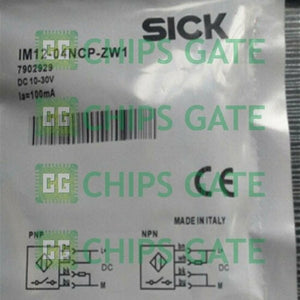 SICK
IM12-04NCP-ZW1
7902929
DC 10-30V
Ia=100mA
CHIPS GATE
CHIPS GATE
CHIPS GATE
CHIPS GATE
CE
MADE IN ITALY
PNP
NPN
L+
DC
M
DC
M